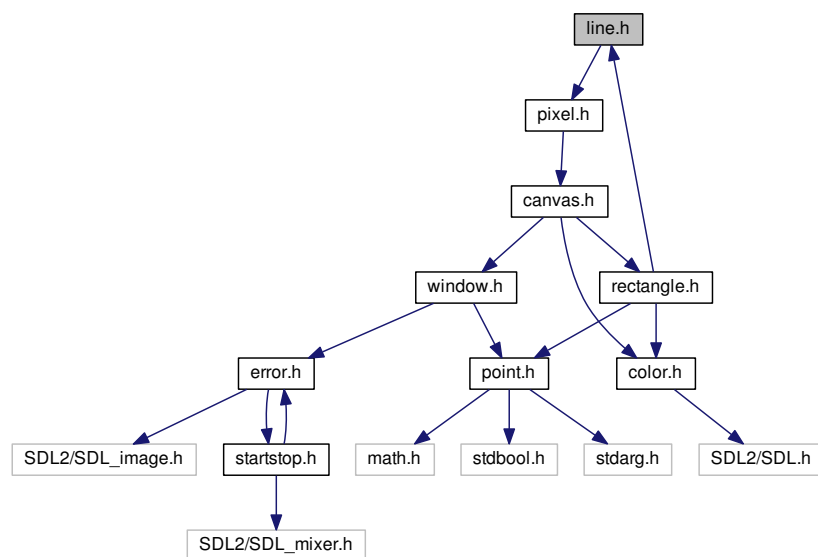 line.h
pixel.h
canvas.h
window.h
rectangle.h
error.h
point.h
color.h
SDL2/SDL_image.h
startstop.h
math.h
stdbool.h
stdarg.h
SDL2/SDL.h
SDL2/SDL_mixer.h